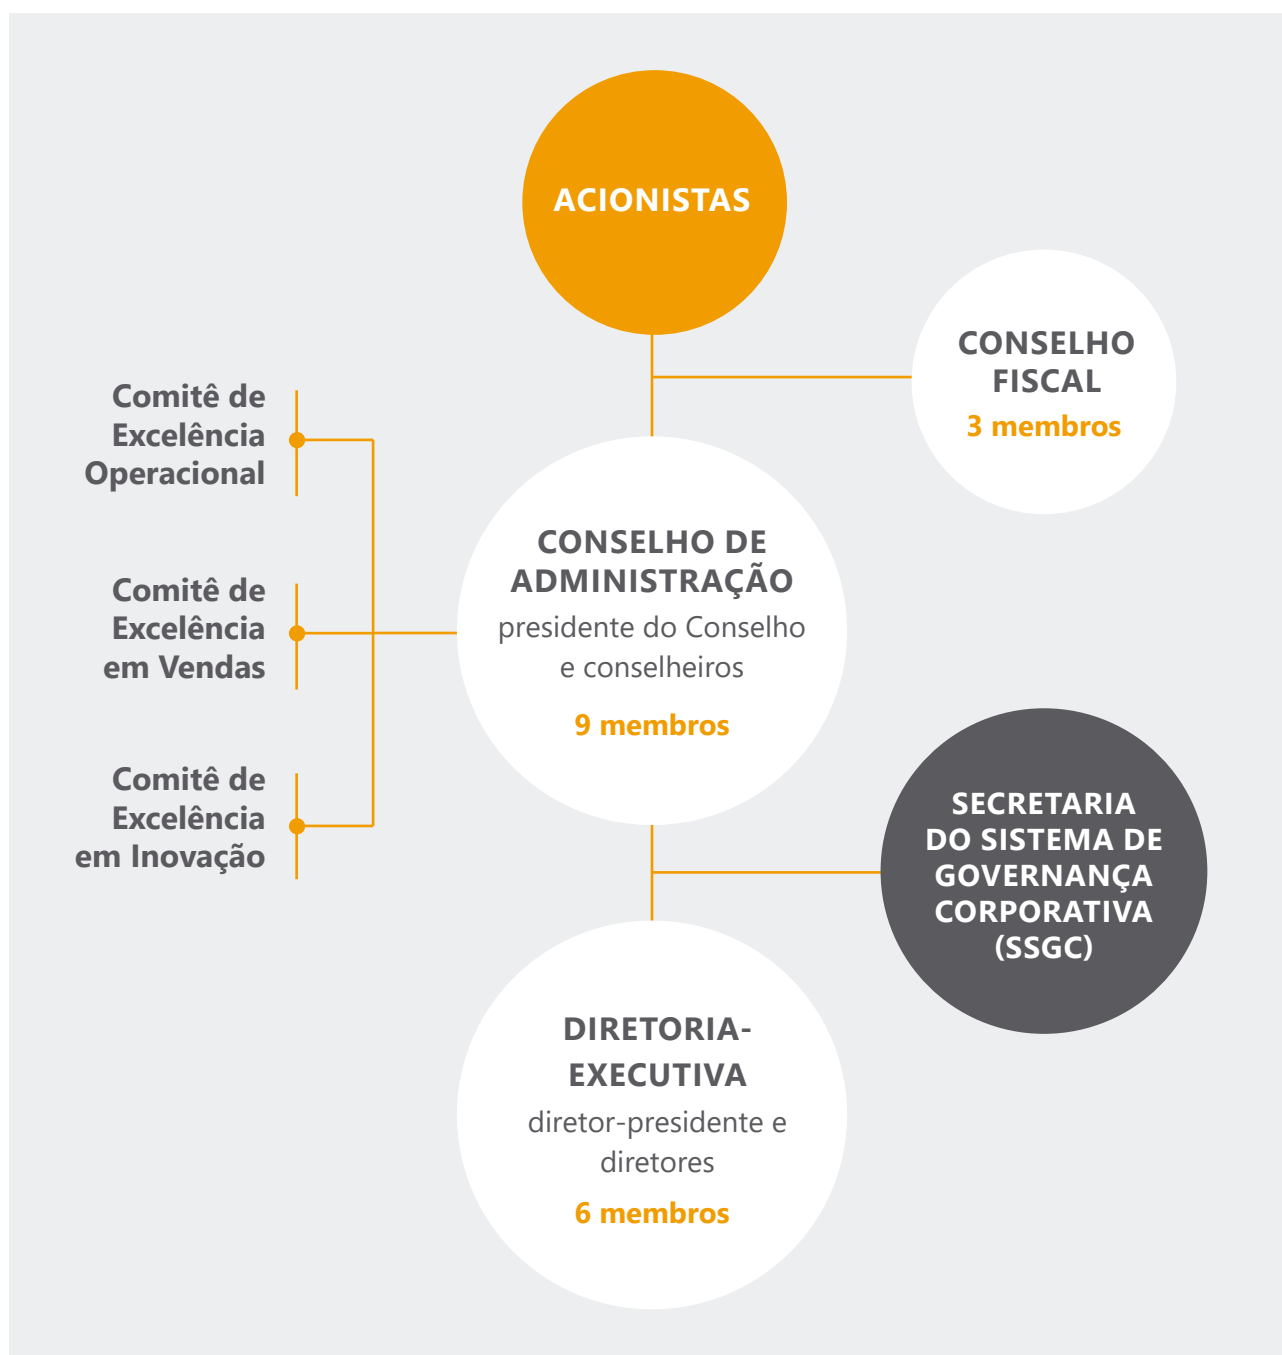 ACIONISTAS
CONSELHO
FISCAL
3 membros
Comitê de
Excelência
Operacional
Comitê de
Excelência
em Vendas
Comitê de
Excelência
em Inovação
CONSELHO DE
ADMINISTRAÇÃO
presidente do Conselho
e conselheiros
9 membros
SECRETARIA
DO SISTEMA DE
GOVERNANÇA
CORPORATIVA
(SSGC)
DIRETORIA-
EXECUTIVA
diretor-presidente e
diretores
6 membros